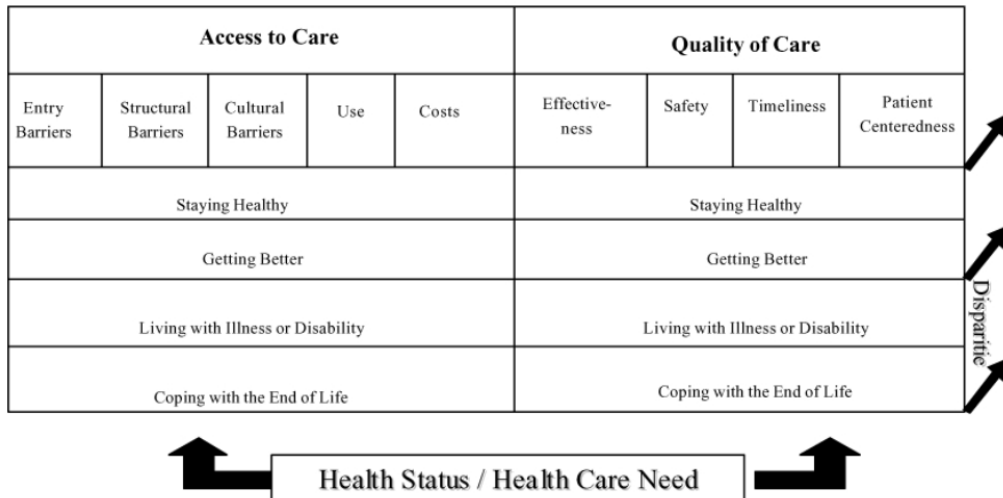 Access to Care
Quality of Care
Entry
Barriers
Structural
Barriers
Cultural
Barriers
Use
Costs
Effective-
ness
Safety
Timeliness
Patient
Centeredness
Staying Healthy
Staying Healthy
Getting Better
Getting Better
Living with Illness or Disability
Living with Illness or Disability
Coping with the End of Life
Coping with the End of Life
Disparitie
Health Status / Health Care Need